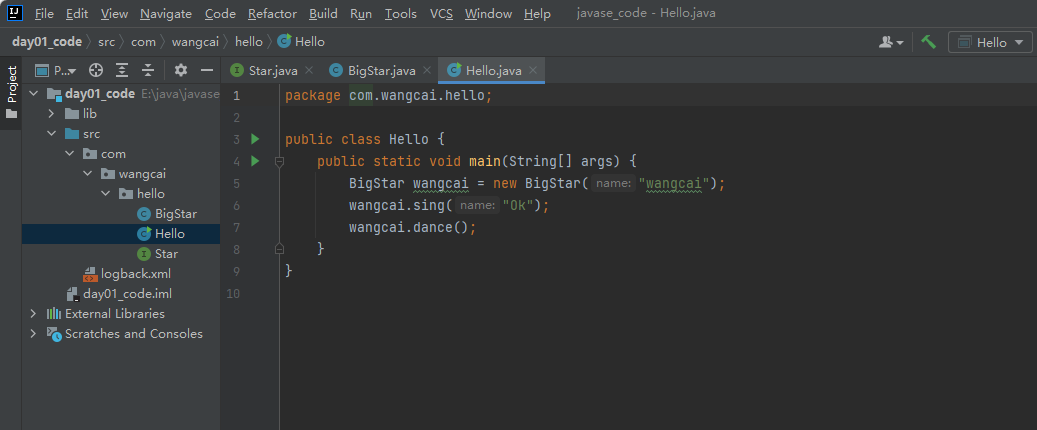 File Edit View Navigate Code Refactor Build Run Tools VCS Window Help javase_code - Hello.java
day01_code src com wangcai hello Hello
Hello
Project
P...
Star.java BigStar.java Hello.java
day01_code E:\java\javase
lib
src
com
wangcai
hello
BigStar
Hello
Star
logback.xml
day01_code.iml
External Libraries
Scratches and Consoles
1 package com.wangcai.hello;
2
3 public class Hello {
4 public static void main(String[] args) {
5 BigStar wangcai = new BigStar( name: "wangcai");
6 wangcai.sing( name: "Ok");
7 wangcai.dance();
8 }
9 }
10